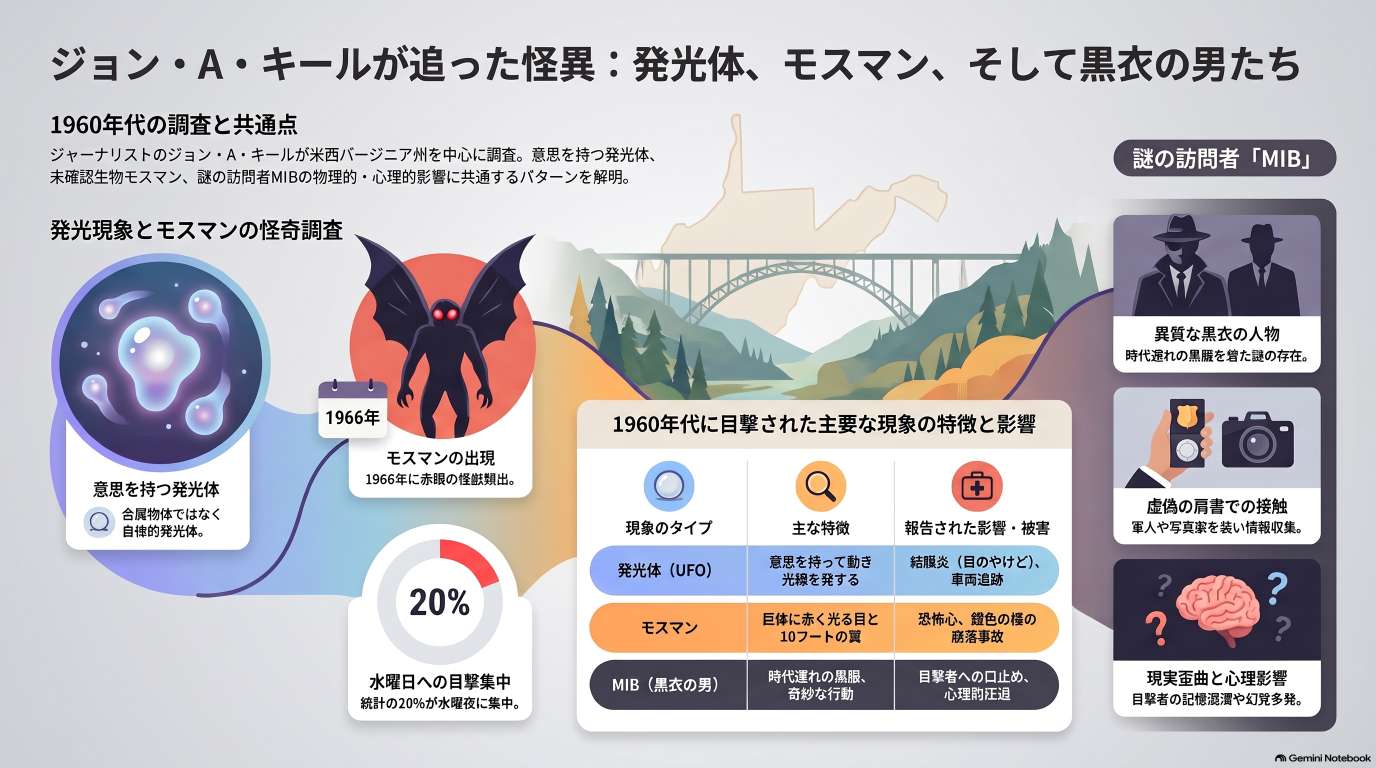 ジョン・A・キールが追った怪異：発光体、モスマン、そして黒衣の男たち
1960年代の調査と共通点
ジャーナリストのジョン・A・キールが米西バージニア州を中心に調査。意思を持つ発光体、
未確認生物モスマン、謎の訪問者MIBの物理的・心理的影響に共通するパターンを解明。
発光現象とモスマンの怪奇調査
意思を持つ発光体
合属物体ではなく
自律的発光体。
1966年
モスマンの出現
1966年に赤眼の怪獣類出。
20%
水曜日への目撃集中
統計の20%が水曜夜に集中。
1960年代に目撃された主要な現象の特徴と影響
現象のタイプ
主な特徴
報告された影響・被害
発光体（UFO）
意思を持って動き
光線を発する
結膜炎（目のやけど）、
車両追跡
モスマン
巨体に赤く光る目と
10フートの翼
恐怖心、鐙色の橋の
崩落事故
MIB（黒衣の男）
時代遅れの黒服、
奇妙な行動
目撃者への口止め、
心理的圧迫
謎の訪問者「MIB」
異質な黒衣の人物
時代遅れの黒服を着た謎の存在。
虚偽の肩書での接触
軍人や写真家を装い情報収集。
現実歪曲と心理影響
目撃者の記憶混濁や幻覚多発。
Gemini Notebook